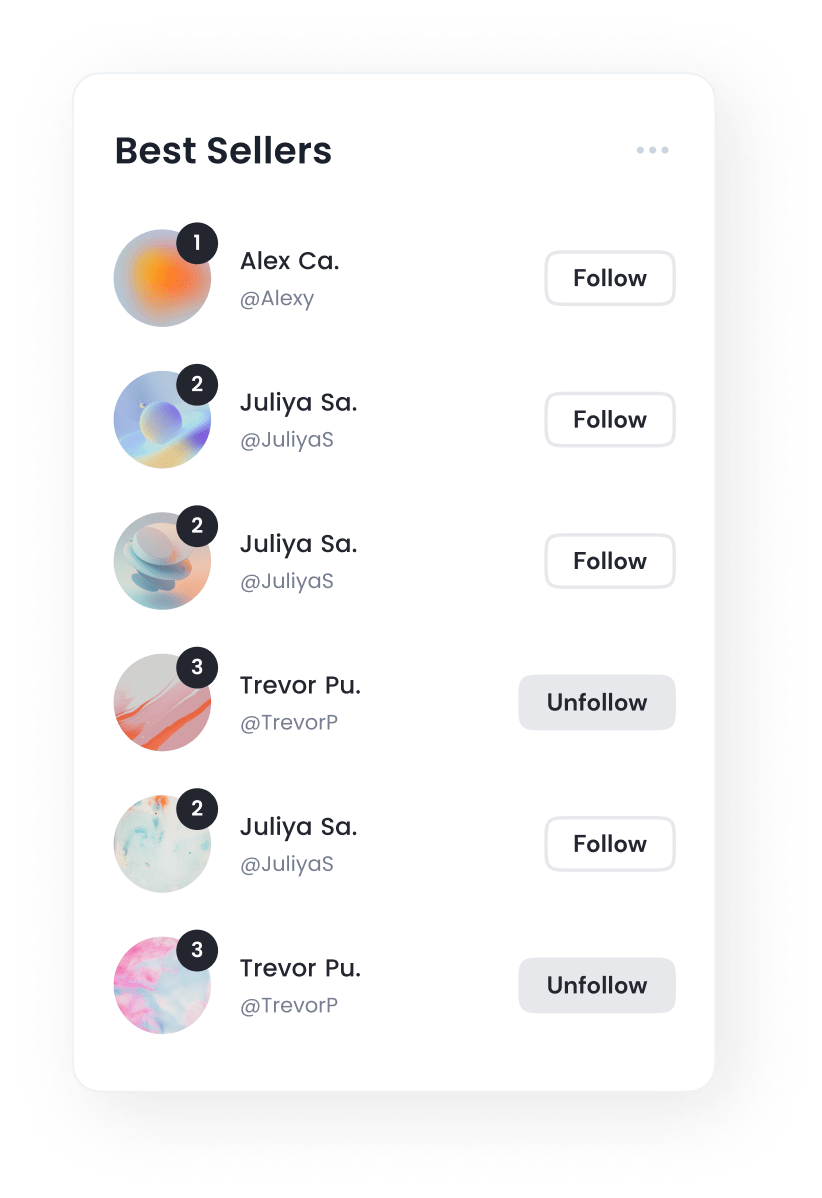 Best Sellers
1
Alex Ca.
@Alexy
Follow
2
Juliya Sa.
@JuliyaS
Follow
2
Juliya Sa.
@JuliyaS
Follow
3
Trevor Pu.
@TrevorP
Unfollow
2
Juliya Sa.
@JuliyaS
Follow
3
Trevor Pu.
@TrevorP
Unfollow